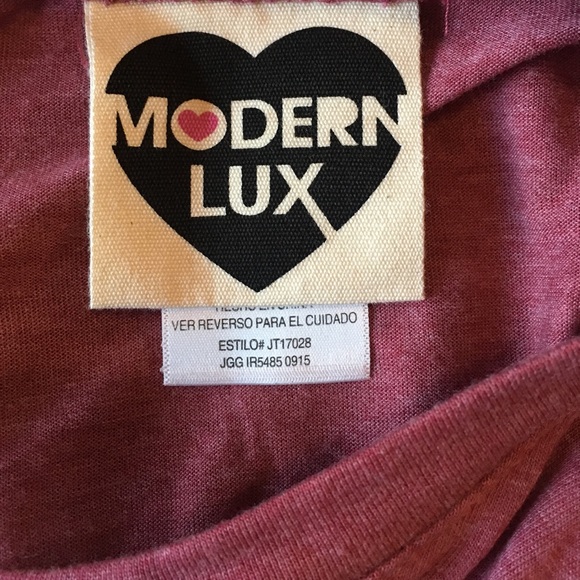 MODERN
LUX
VER REVERSO PARA EL CUIDADO
ESTILO# JT17028
JGG IR5485 0915